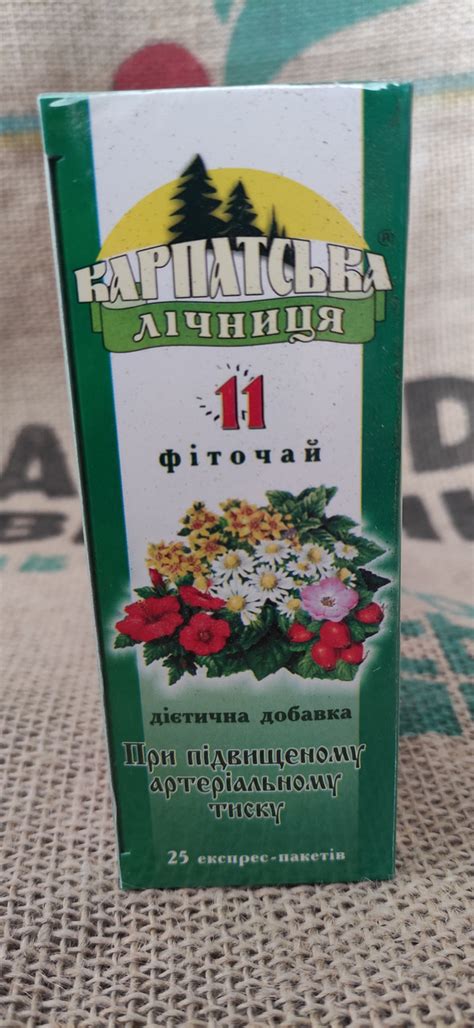 КАРПАТСЬКА®
ЛІЧНИЦЯ
11
фіточай
дієтична добавка
При підвищеному
артеріальному
тиску
25 експрес-пакетів